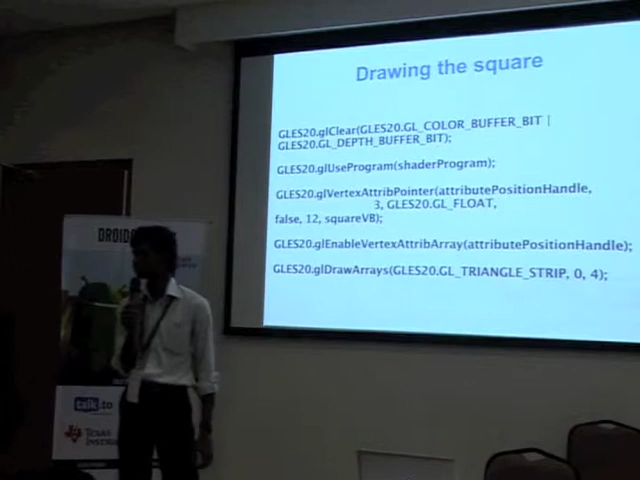 Drawing the square
GLES20.glClear(GLES20.GL_COLOR_BUFFER_BIT |
GLES20.GL_DEPTH_BUFFER_BIT);
GLES20.glUseProgram(shaderProgram);
GLES20.glVertexAttribPointer(attributePositionHandle,
3, GLES20.GL_FLOAT,
false, 12, squareVB);
GLES20.glEnableVertexAttribArray(attributePositionHandle);
GLES20.glDrawArrays(GLES20.GL_TRIANGLE_STRIP, 0, 4);
DROID
talk.to
TEXAS